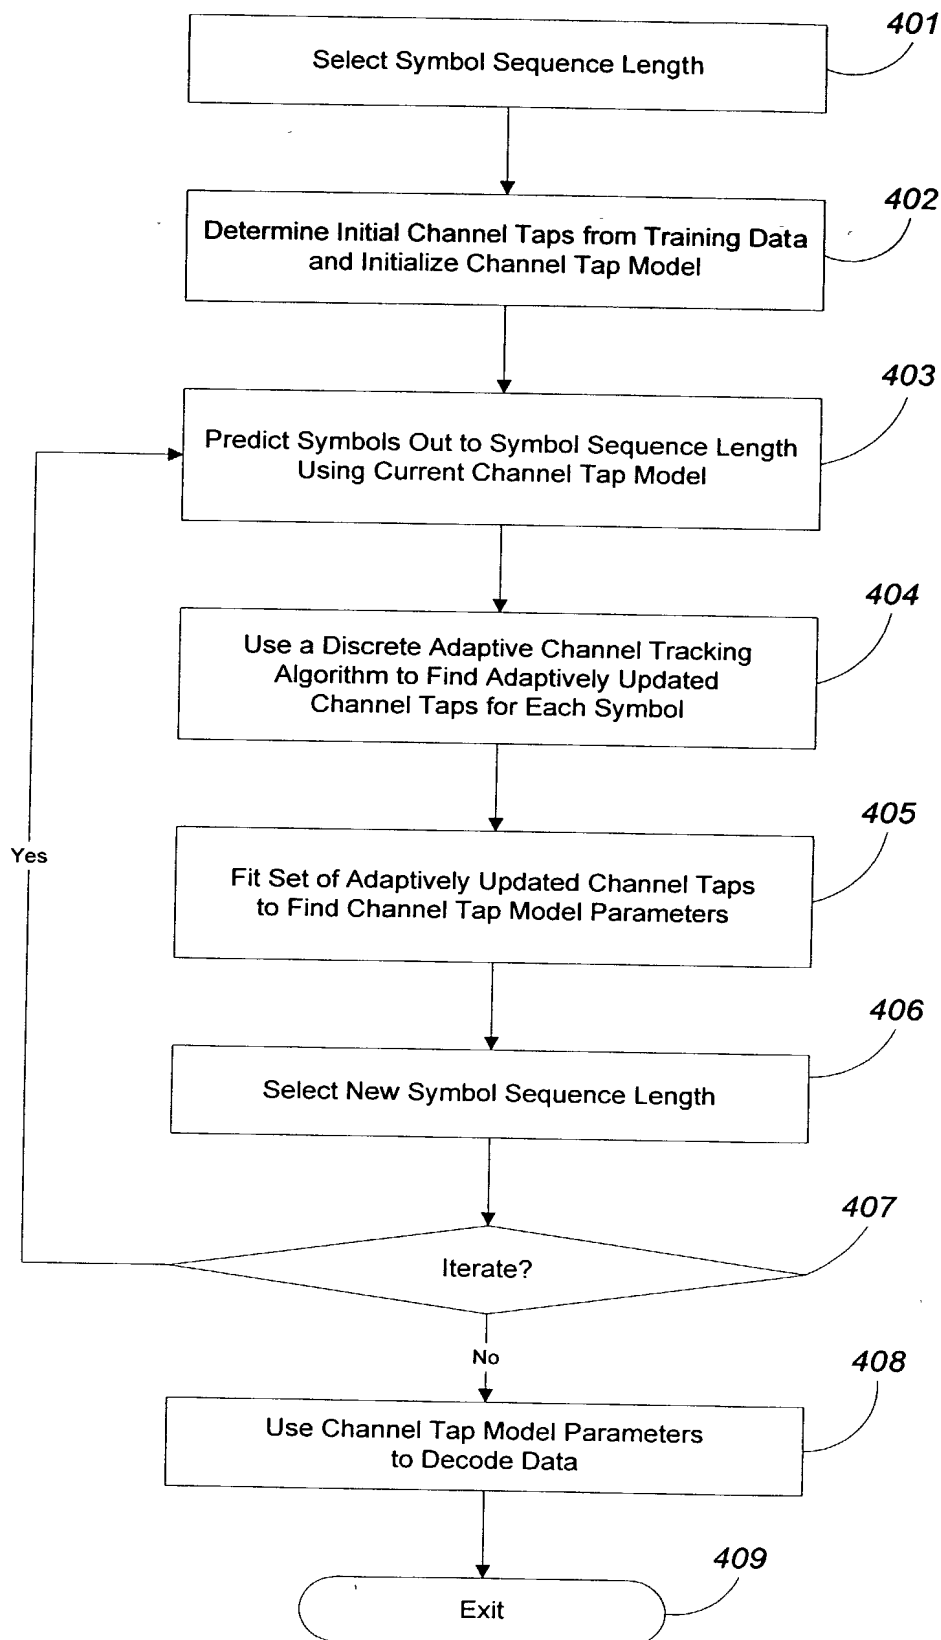 401
Select Symbol Sequence Length
402
Determine Initial Channel Taps from Training Data
and Initialize Channel Tap Model
403
Predict Symbols Out to Symbol Sequence Length
Using Current Channel Tap Model
404
Use a Discrete Adaptive Channel Tracking
Algorithm to Find Adaptively Updated
Channel Taps for Each Symbol
405
Yes
Fit Set of Adaptively Updated Channel Taps
to Find Channel Tap Model Parameters
406
Select New Symbol Sequence Length
407
Iterate?
No
408
Use Channel Tap Model Parameters
to Decode Data
409
Exit